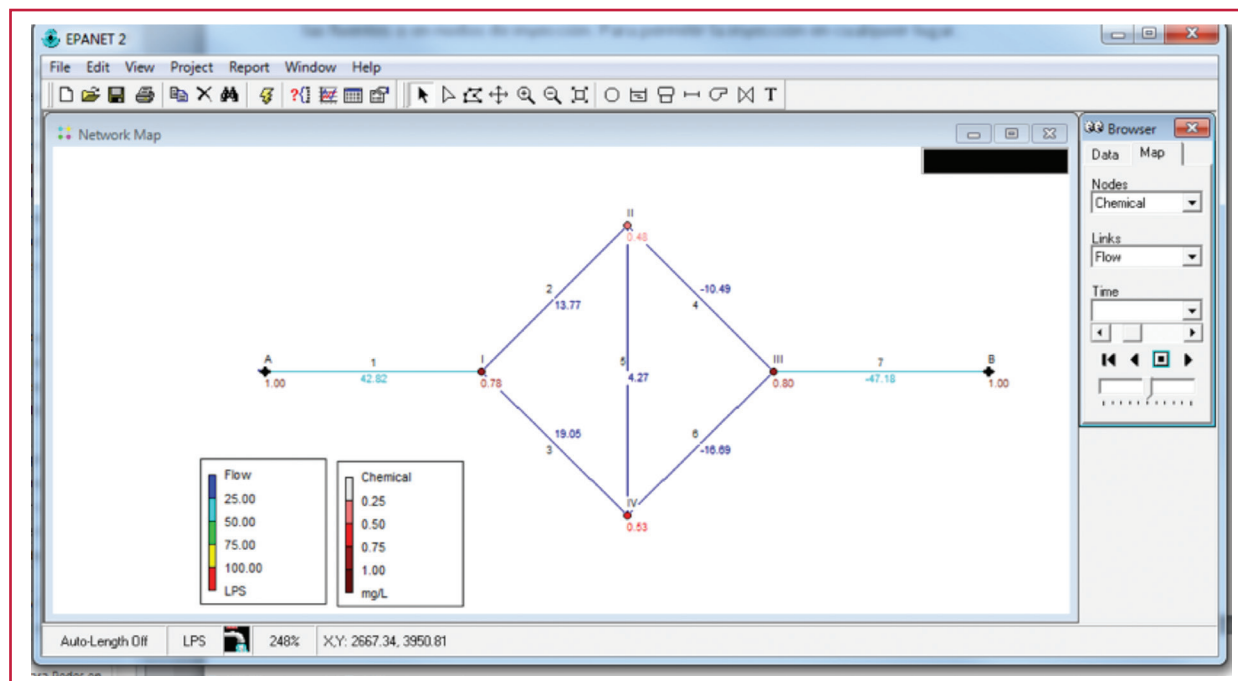 EPANET 2
File Edit View Project Report Window Help
T
Network Map
Browser
Data Map
Nodes
Chemical
Links
Flow
Time
II
0.48
2
13.77
-10.49
4
A
1
I
5
III
7
B
1.00
42.82
0.78
4.27
0.80
-47.18
1.00
19.05
3
6
-16.69
IV
0.53
Flow
25.00
50.00
75.00
100.00
LPS
Chemical
0.25
0.50
0.75
1.00
mg/L
Auto-Length Off LPS 248% X,Y: 2667.34, 3950.81